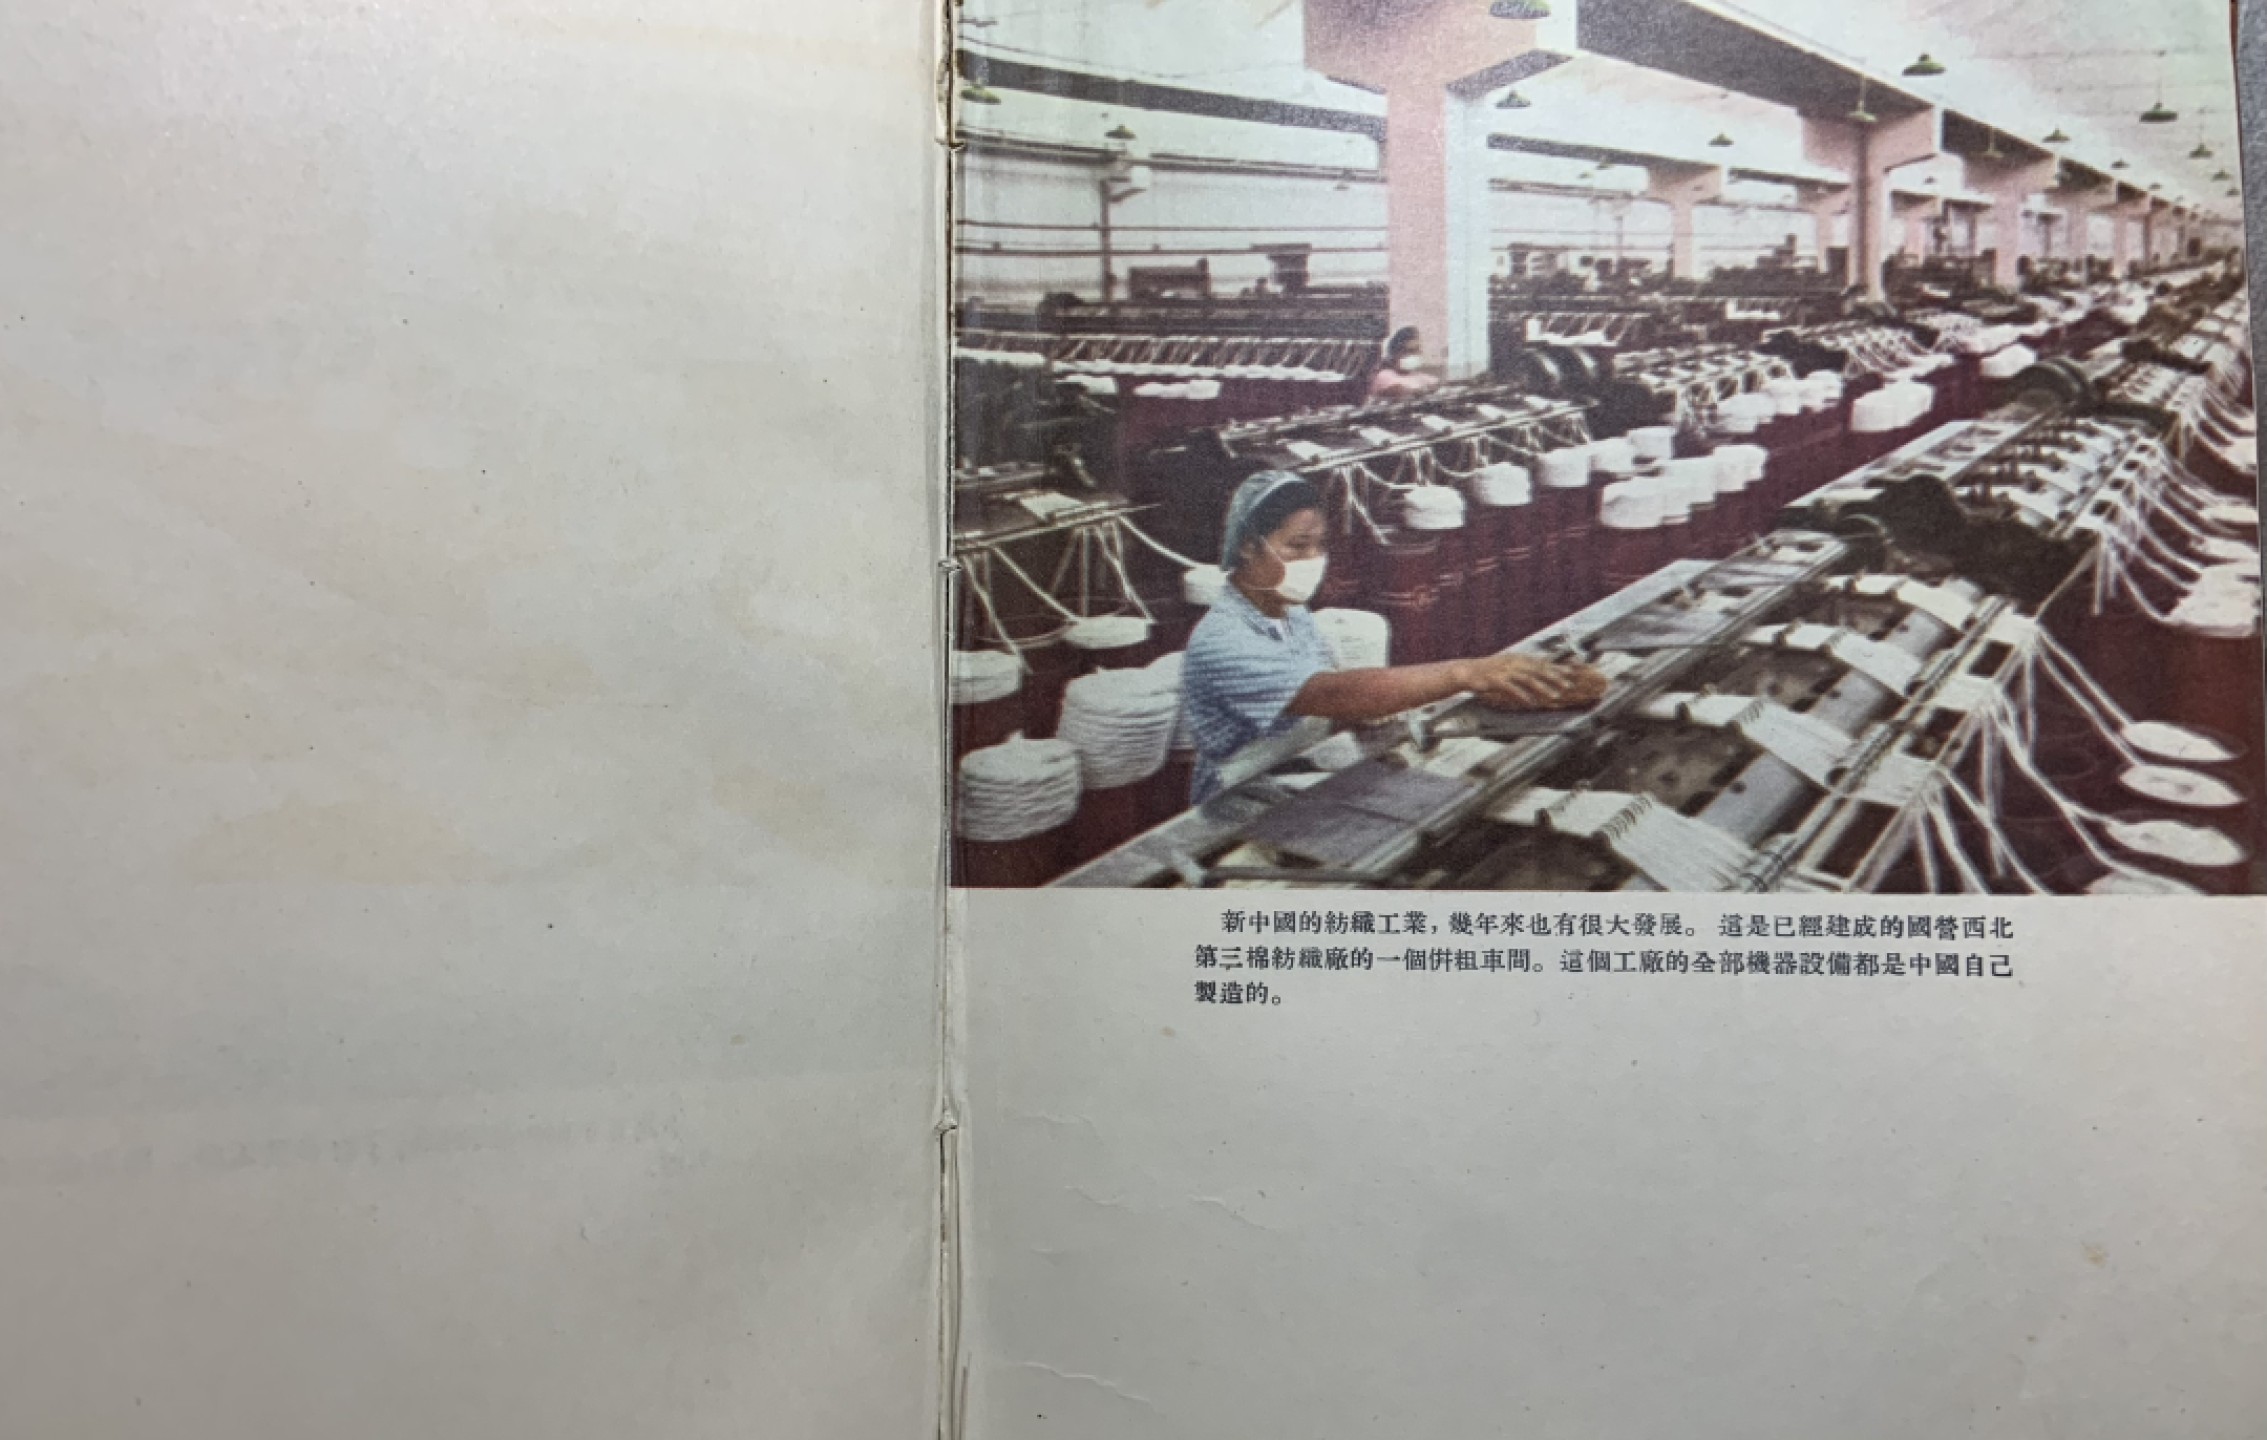 新中國的紡織工業，幾年來也有很大發展。 這是已經建成的國營西北
第三棉紡織廠的一個倂粗車間。這個工廠的全部機器設備都是中國自己
製造的。